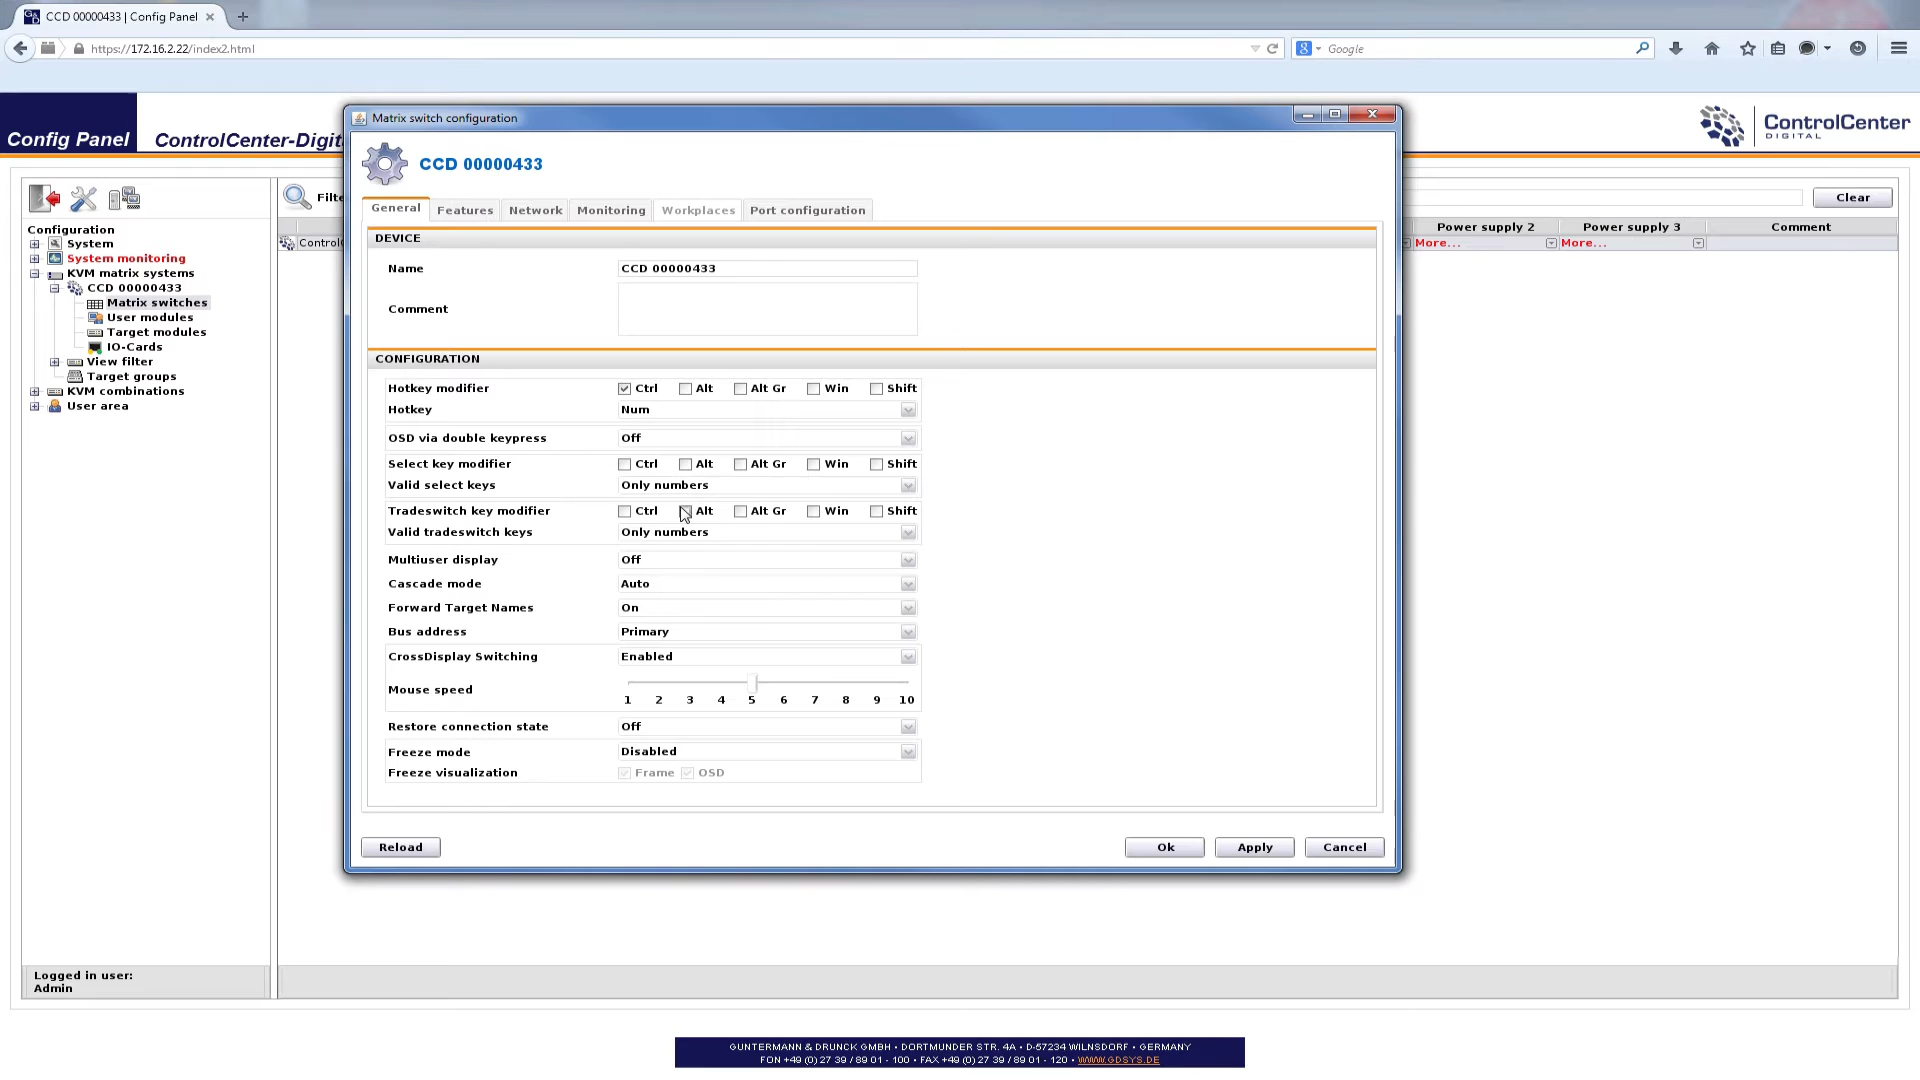 CCD 00000433 | Config Panel
https://172.16.2.22/index2.html
Google
Config Panel
ControlCenter-Digit
ControlCenter
DIGITAL
Matrix switch configuration
CCD 00000433
General
Features
Network
Monitoring
Workplaces
Port configuration
DEVICE
Name
CCD 00000433
Comment
CONFIGURATION
Hotkey modifier Ctrl Alt Alt Gr Win Shift
Hotkey Num
OSD via double keypress Off
Select key modifier Ctrl Alt Alt Gr Win Shift
Valid select keys Only numbers
Tradeswitch key modifier Ctrl Alt Alt Gr Win Shift
Valid tradeswitch keys Only numbers
Multiuser display Off
Cascade mode Auto
Forward Target Names On
Bus address Primary
CrossDisplay Switching Enabled
Mouse speed
1 2 3 4 5 6 7 8 9 10
Restore connection state Off
Freeze mode Disabled
Freeze visualization Frame OSD
Reload
Ok
Apply
Cancel
Filte
Clear
Power supply 2 Power supply 3 Comment
ControlC
More... More...
Configuration
System
System monitoring
KVM matrix systems
CCD 00000433
Matrix switches
User modules
Target modules
IO-Cards
View filter
Target groups
KVM combinations
User area
Logged in user:
Admin
GUNTERMANN & DRUNCK GMBH • DORTMUNDER STR. 4A • D-57234 WILNSDORF • GERMANY
FON +49 (0) 27 39 / 89 01 - 100 • FAX +49 (0) 27 39 / 89 01 - 120 • WWW.GDSYS.DE